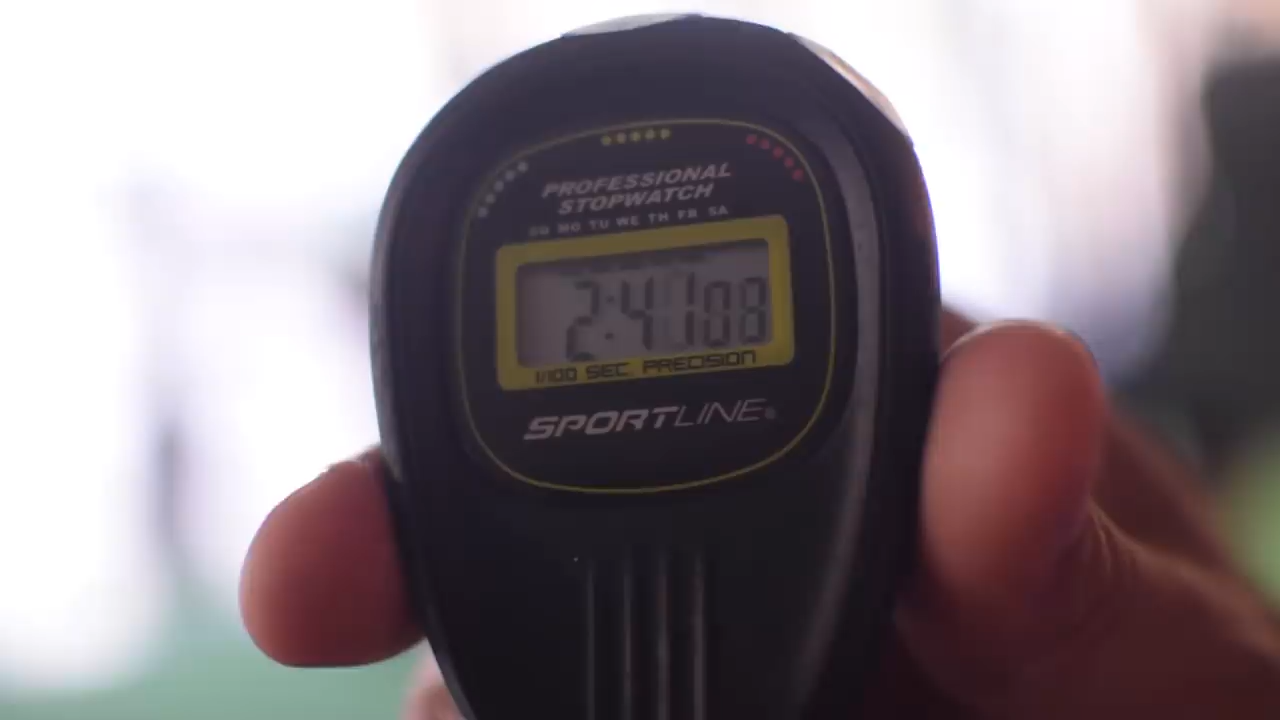 PROFESSIONAL
STOPWATCH
SU MO TU WE TH FR SA
2:41 08
1/100 SEC. PRECISION
SPORTLINE®